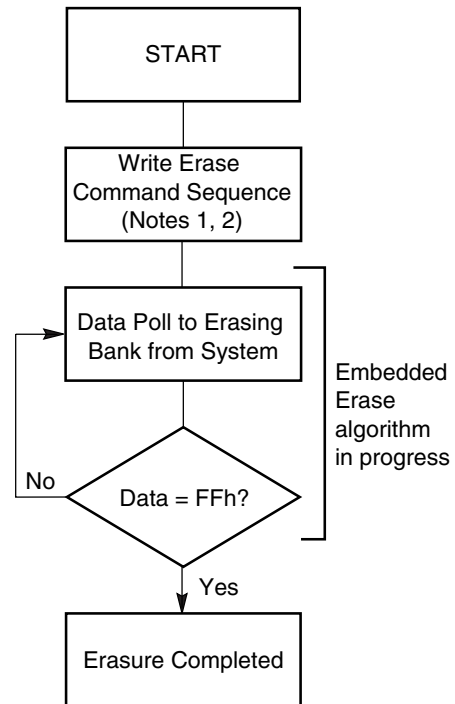 START
Write Erase
Command Sequence
(Notes 1, 2)
Data Poll to Erasing
Bank from System
Embedded
Erase
algorithm
in progress
No
Data = FFh?
Yes
Erasure Completed